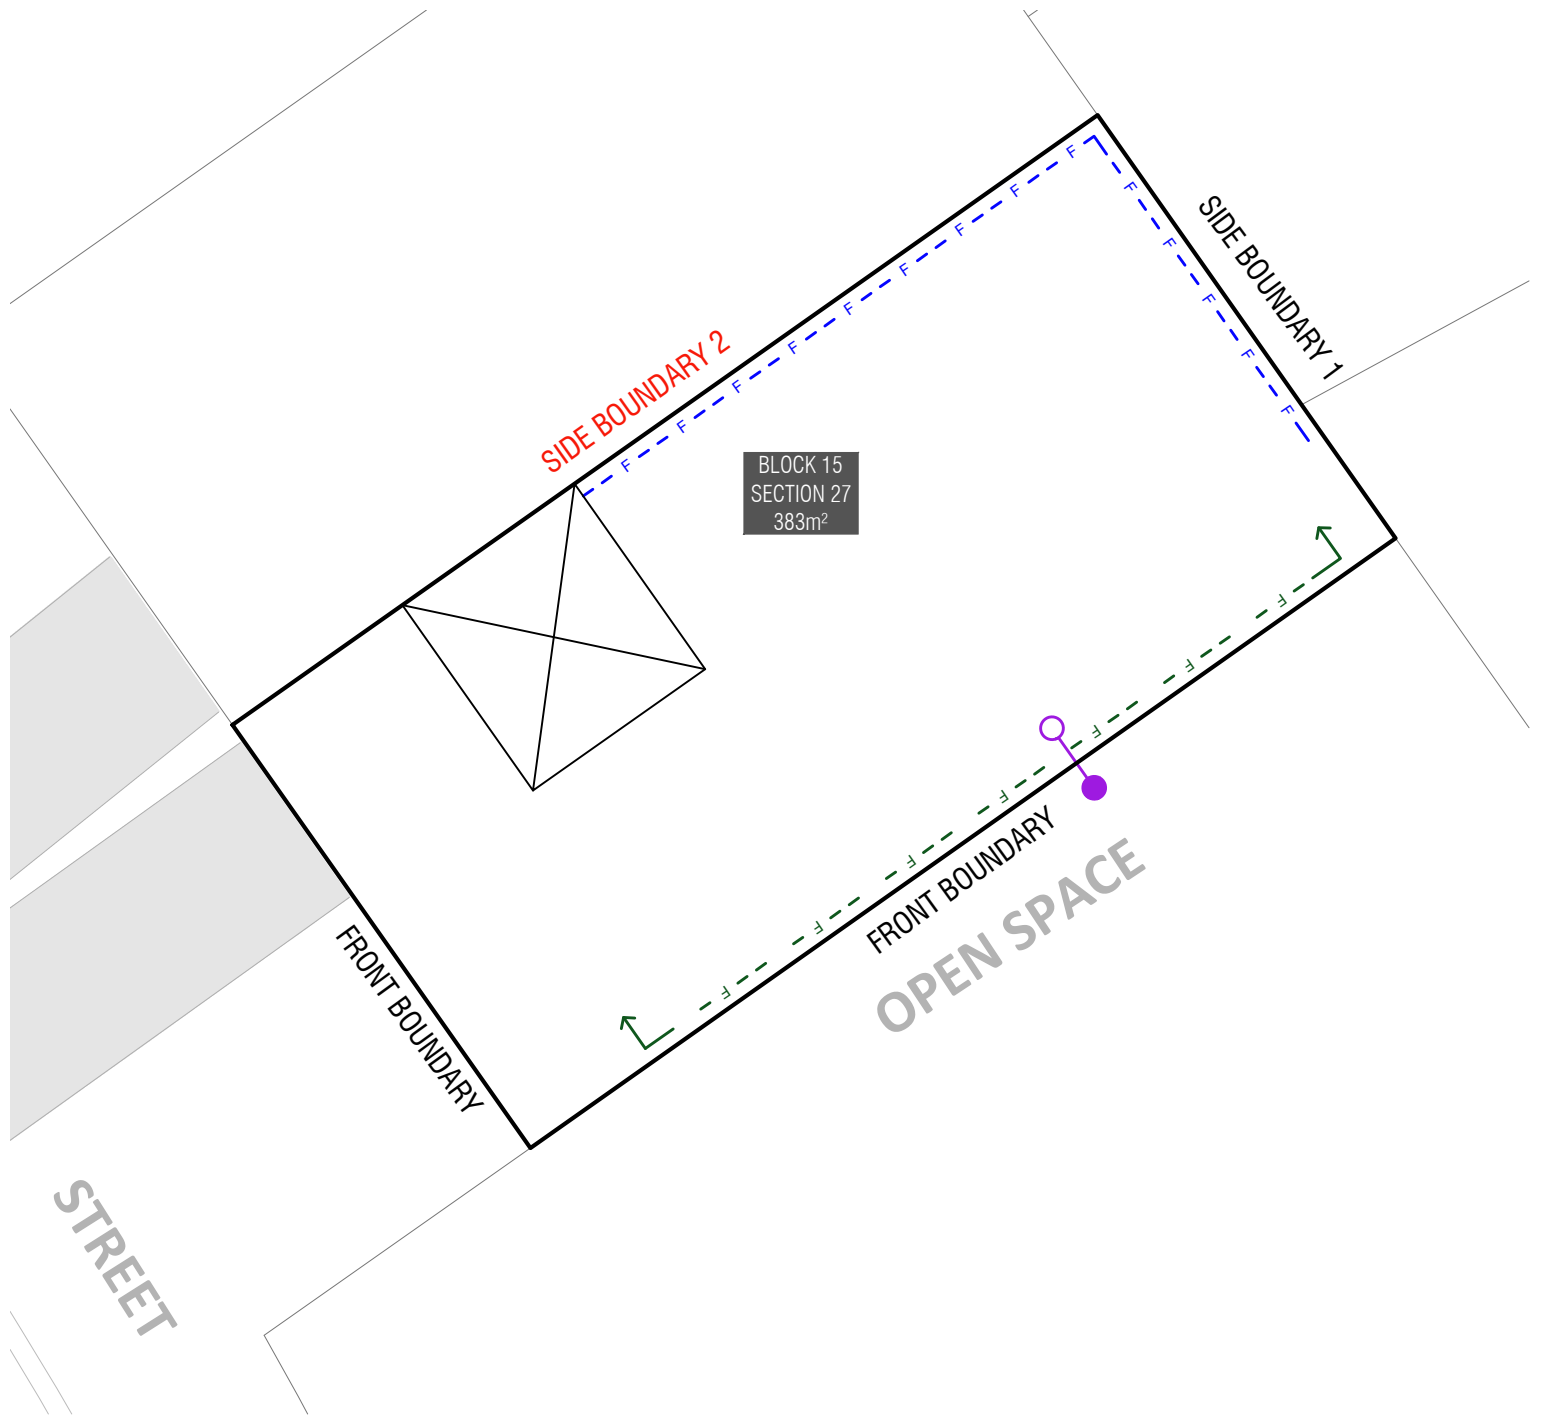 SIDE BOUNDARY 1
SIDE BOUNDARY 2
F
F
F
F
F
F
F
F
F
F
F
F
F
F
BLOCK 15
SECTION 27
383m²
F
F
F
F
F
F
F
FRONT BOUNDARY
OPEN SPACE
FRONT BOUNDARY
STREET